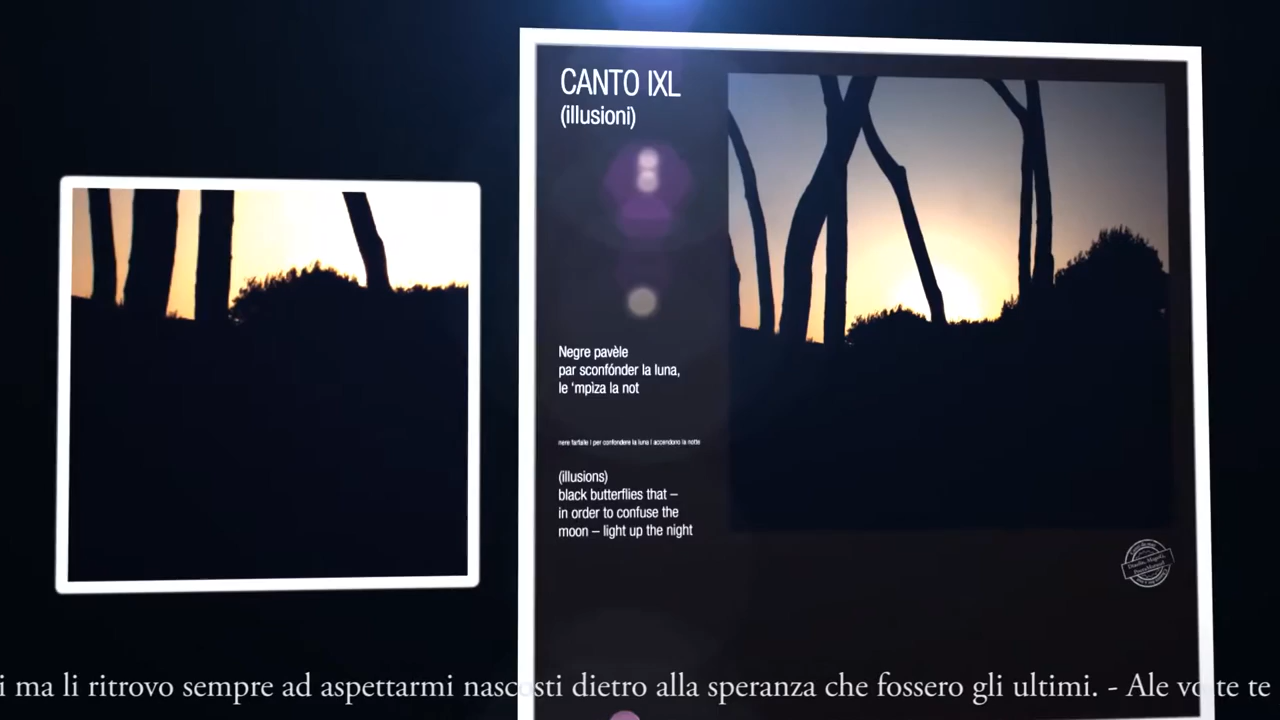 CANTO IXL
(illusioni)
Negre pavèle
par sconfónder la luna,
le 'mpìza la not
nere farfalle | per confondere la luna | accendono la notte
(illusions)
black butterflies that –
in order to confuse the
moon – light up the night
i ma li ritrovo sempre ad aspettarmi nascosti dietro alla speranza che fossero gli ultimi. - Ale volte te